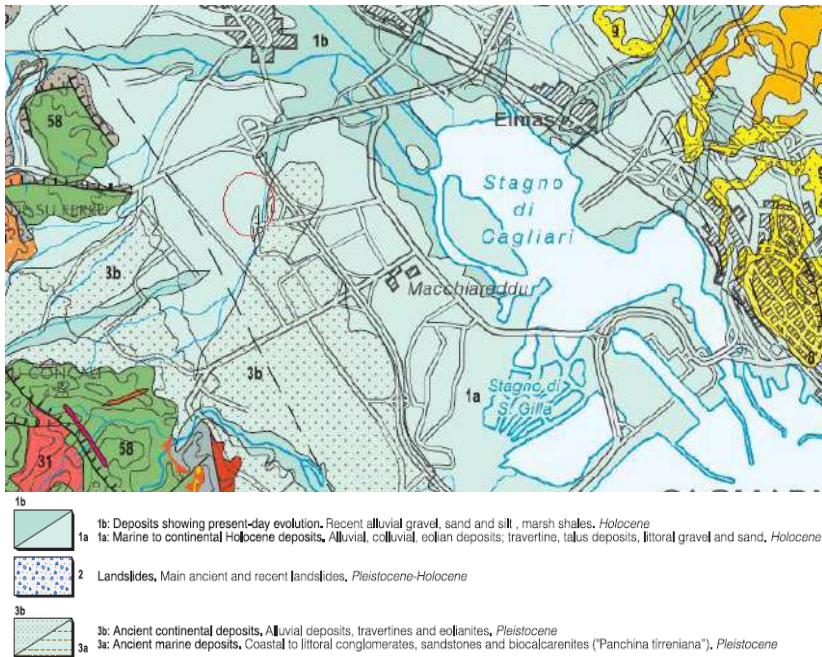 1b
g
58
Elmas
Stagno
di
Cagliari
SU FERRU
3b
Macchiareddu
3b
8
1a
Stagno di
S. Gilla
31
58
1b
1a
1b: Deposits showing present-day evolution. Recent alluvial gravel, sand and silt , marsh shales. Holocene
1a: Marine to continental Holocene deposits. Alluvial, colluvial, eolian deposits; travertine, talus deposits, littoral gravel and sand. Holocene
2
Landslides. Main ancient and recent landslides. Pleistocene-Holocene
3b
3a
3b: Ancient continental deposits. Alluvial deposits, travertines and eolianites. Pleistocene
3a: Ancient marine deposits. Coastal to littoral conglomerates, sandstones and biocalcarenites ("Panchina tirreniana"). Pleistocene